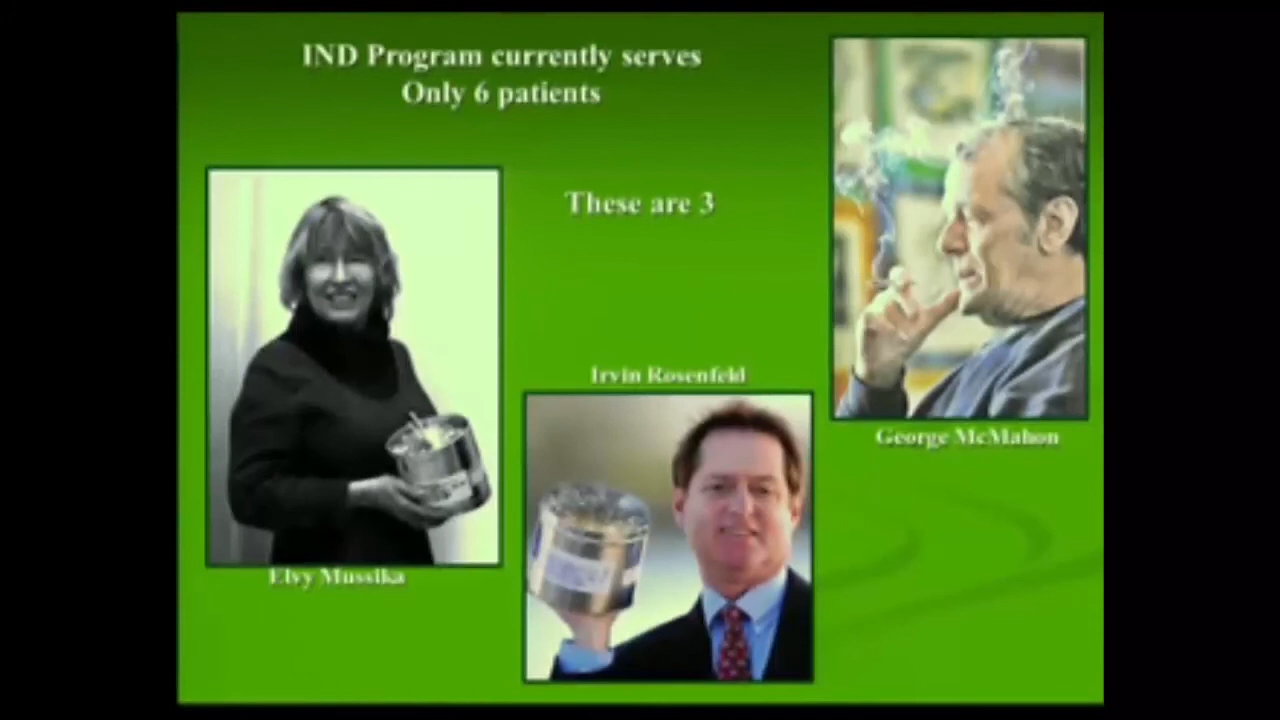 IND Program currently serves
Only 6 patients
These are 3
Irvin Rosenfeld
George McMahon
Elvy Mussika